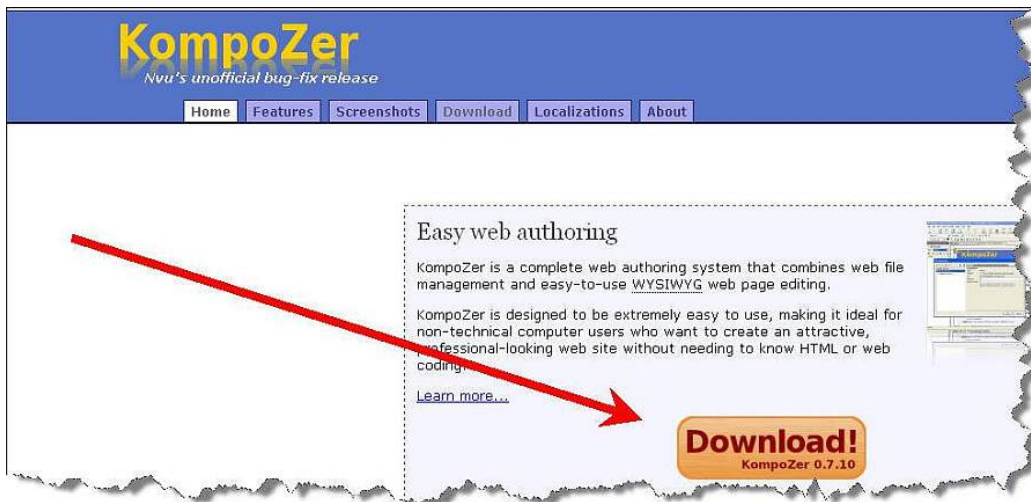 KompoZer
Nvu's unofficial bug-fix release
Home Features Screenshots Download Localizations About
Easy web authoring
KompoZer is a complete web authoring system that combines web file
management and easy-to-use WYSIWYG web page editing.
KompoZer is designed to be extremely easy to use, making it ideal for
non-technical computer users who want to create an attractive,
professional-looking web site without needing to know HTML or web
coding.
Learn more...
Download!
KompoZer 0.7.10